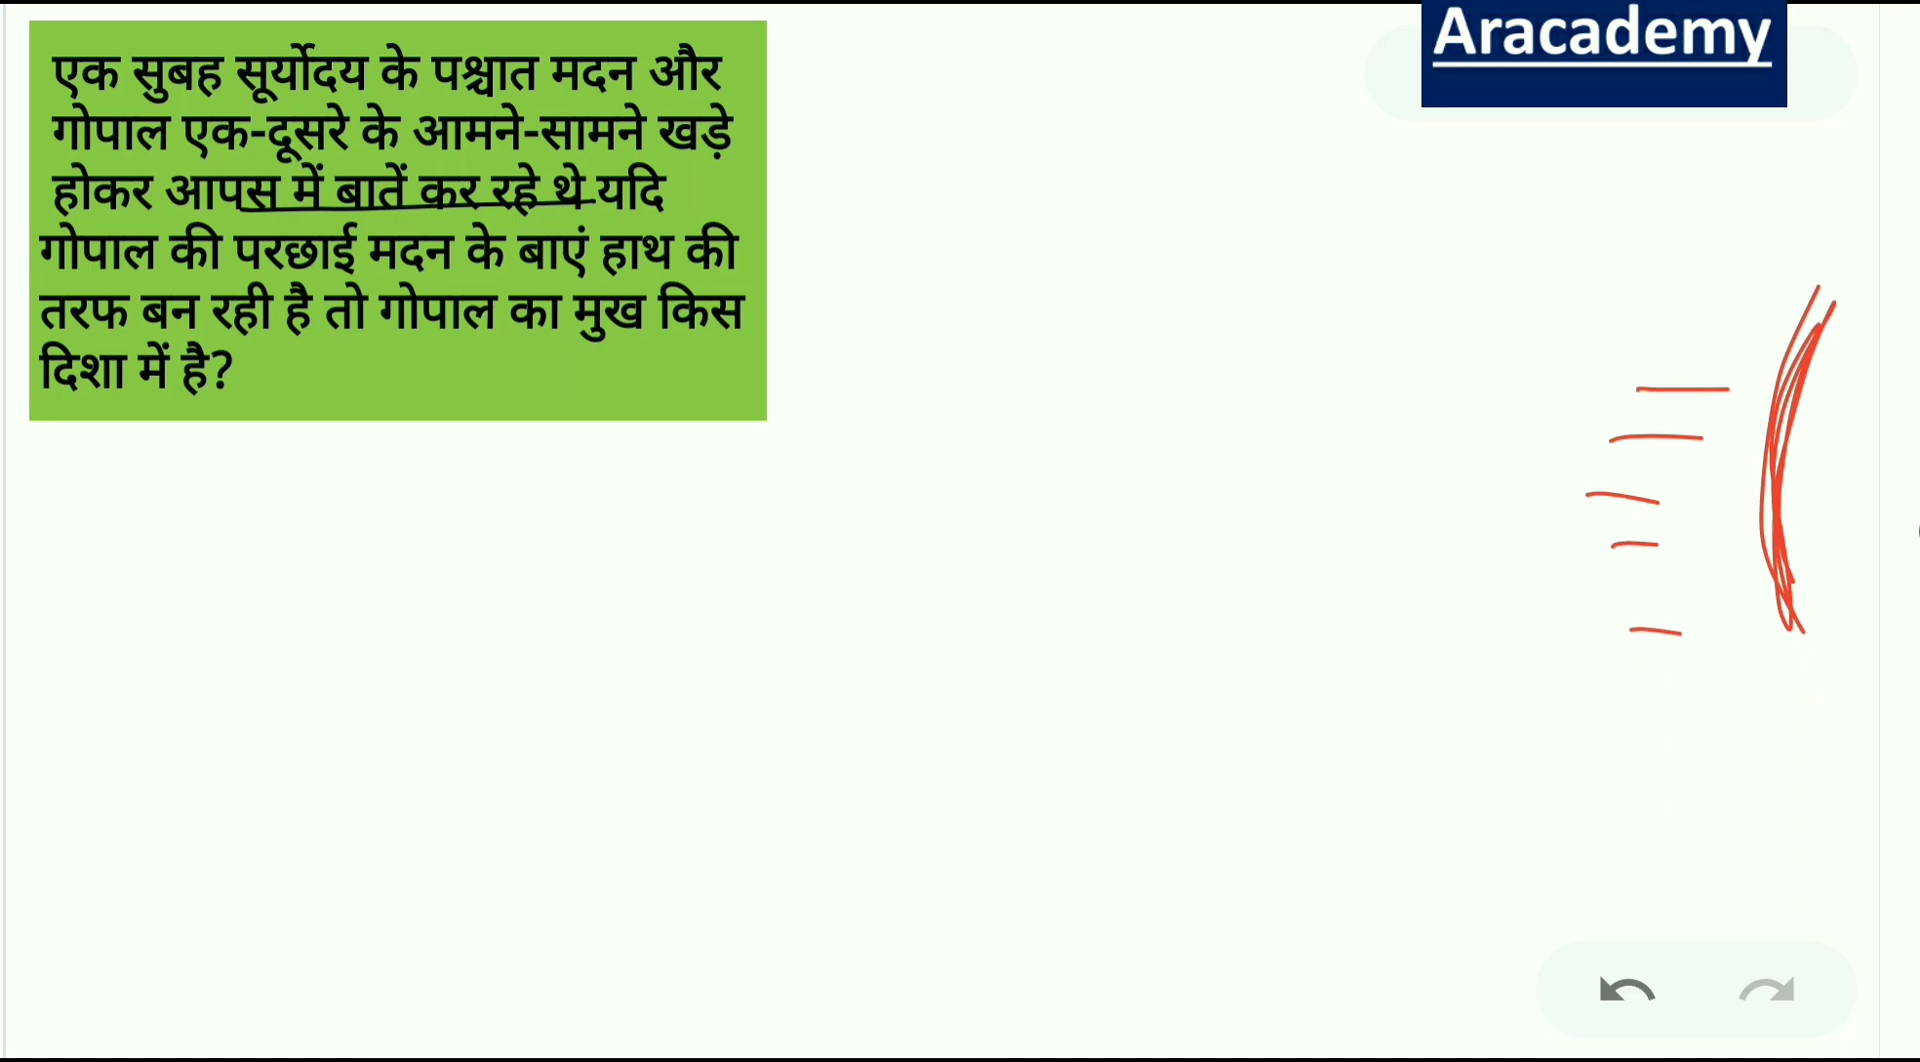 Aracademy
एक सुबह सूर्योदय के पश्चात मदन और
गोपाल एक-दूसरे के आमने-सामने खड़े
होकर आपस में बातें कर रहे थे यदि
गोपाल की परछाई मदन के बाएं हाथ की
तरफ बन रही है तो गोपाल का मुख किस
दिशा में है?